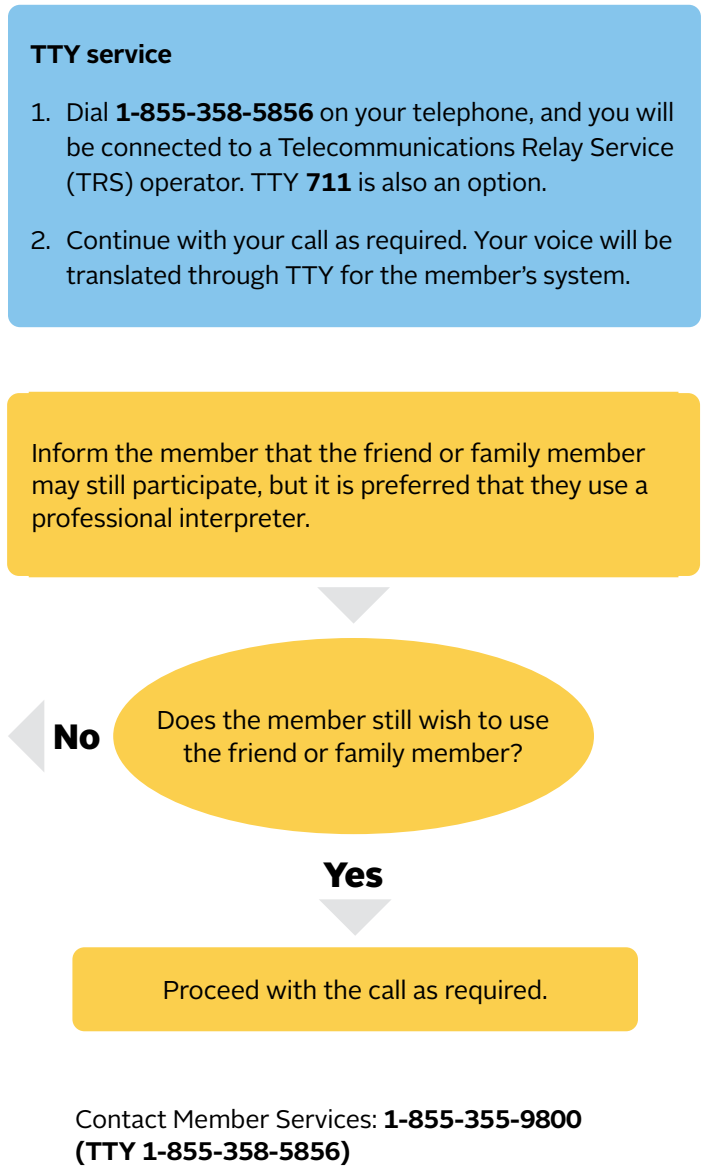 TTY service
1. Dial 1-855-358-5856 on your telephone, and you will
be connected to a Telecommunications Relay Service
(TRS) operator. TTY 711 is also an option.
2. Continue with your call as required. Your voice will be
translated through TTY for the member’s system.
Inform the member that the friend or family member
may still participate, but it is preferred that they use a
professional interpreter.
Does the member still wish to use
the friend or family member?
No
Yes
Proceed with the call as required.
Contact Member Services: 1-855-355-9800
(TTY 1-855-358-5856)